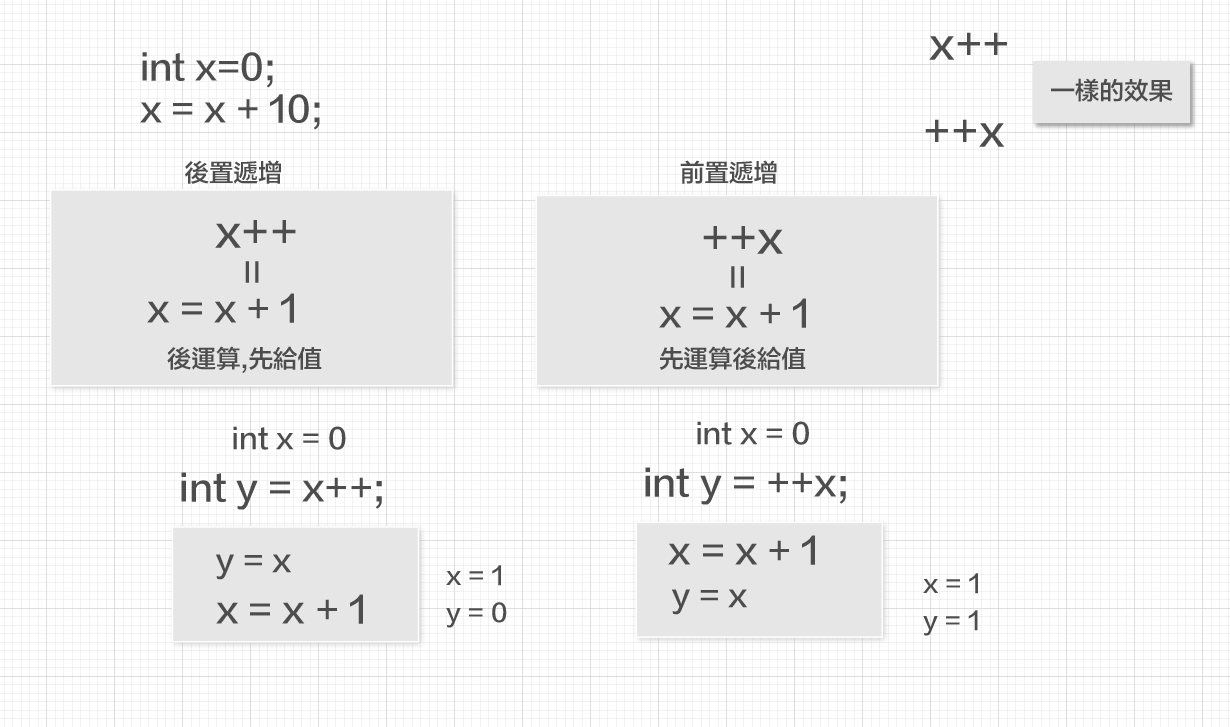 int x=0;
x = x + 10;
x++
一樣的效果
++x
後置遞增
x++
=
x = x + 1
後運算,先給值
前置遞增
++x
=
x = x + 1
先運算後給值
int x = 0
int y = x++;
y = x
x = x + 1
x = 1
y = 0
int x = 0
int y = ++x;
x = x + 1
y = x
x = 1
y = 1